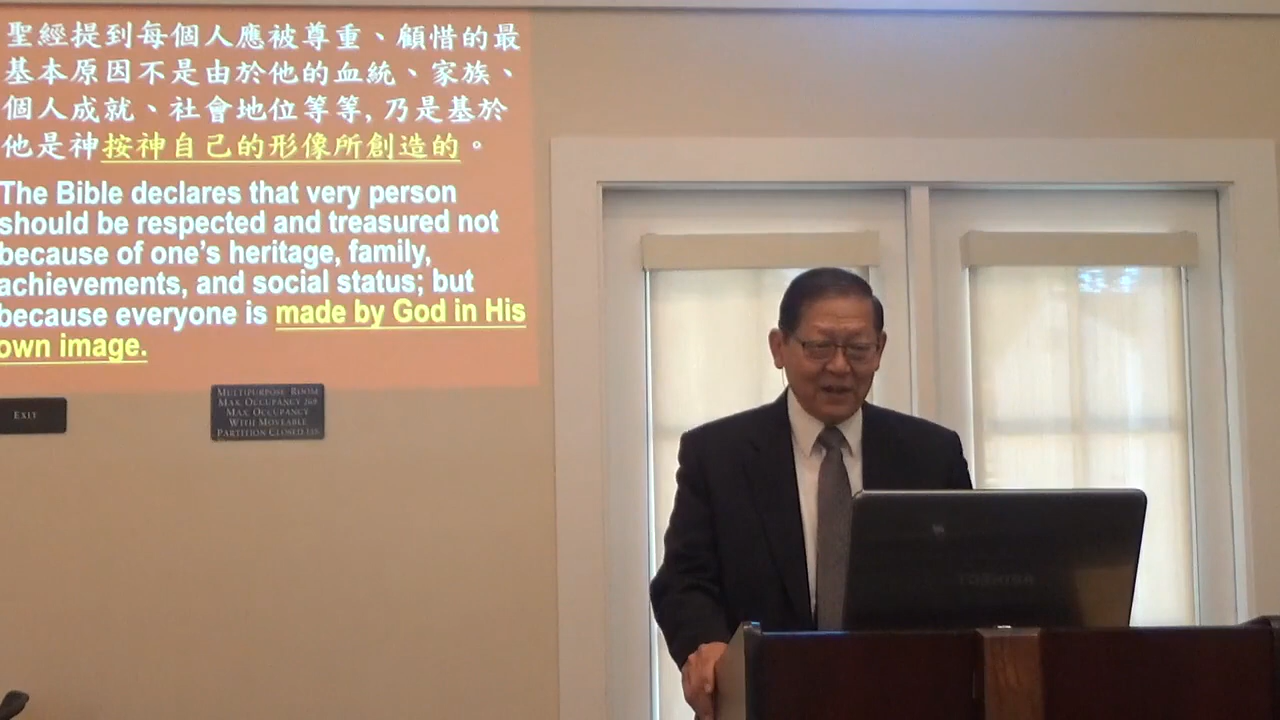 聖經提到每個人應被尊重、顧惜的最
基本原因不是由於他的血統、家族、
個人成就、社會地位等等,乃是基於
他是神按神自己的形像所創造的。
The Bible declares that very person
should be respected and treasured not
because of one’s heritage, family,
achievements, and social status; but
because everyone is made by God in His
own image.
EXIT
MULTIPURPOSE ROOM
MAX. OCCUPANCY
MAX. OCCUPANCY
WITH MOVEABLE
PARTITION CLOSED
TOSHIBA